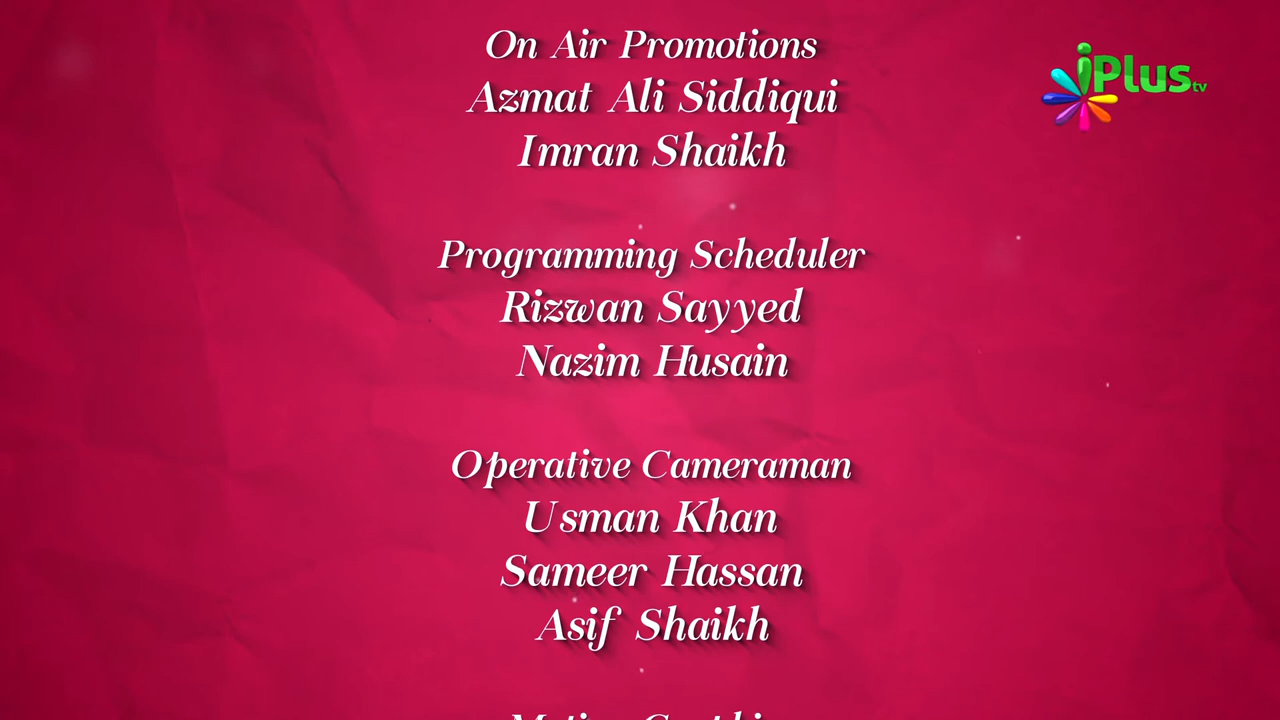 On Air Promotions
Azmat Ali Siddiqui
Imran Shaikh
iPlus tv
Programming Scheduler
Rizwan Sayyed
Nazim Husain
Operative Cameraman
Usman Khan
Sameer Hassan
Asif Shaikh